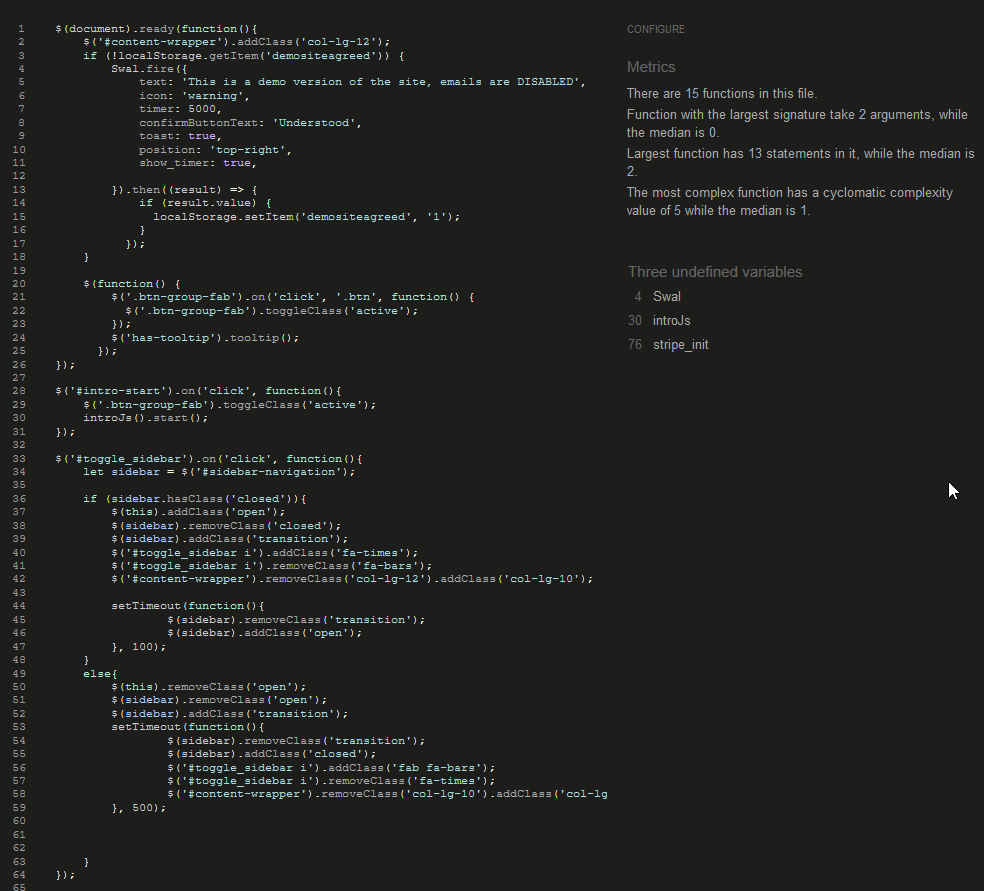 1 $(document).ready(function(){
2 $('#content-wrapper').addClass('col-lg-12');
3 if (!localStorage.getItem('demositeagreed')) {
4 Swal.fire({
5 text: 'This is a demo version of the site, emails are DISABLED',
6 icon: 'warning',
7 timer: 5000,
8 confirmButtonText: 'Understood',
9 toast: true,
10 position: 'top-right',
11 show_timer: true,
12
13 }).then((result) => {
14 if (result.value) {
15 localStorage.setItem('demositeagreed', '1');
16 }
17 });
18 }
19
20 $(function() {
21 $('.btn-group-fab').on('click', '.btn', function() {
22 $('.btn-group-fab').toggleClass('active');
23 });
24 $('has-tooltip').tooltip();
25 });
26 });
27
28 $('#intro-start').on('click', function(){
29 $('.btn-group-fab').toggleClass('active');
30 introJs().start();
31 });
32
33 $('#toggle_sidebar').on('click', function(){
34 let sidebar = $('#sidebar-navigation');
35
36 if (sidebar.hasClass('closed')){
37 $(this).addClass('open');
38 $(sidebar).removeClass('closed');
39 $(sidebar).addClass('transition');
40 $('#toggle_sidebar i').addClass('fa-times');
41 $('#toggle_sidebar i').removeClass('fa-bars');
42 $('#content-wrapper').removeClass('col-lg-12').addClass('col-lg-10');
43
44 setTimeout(function(){
45 $(sidebar).removeClass('transition');
46 $(sidebar).addClass('open');
47 }, 100);
48 }
49 else{
50 $(this).removeClass('open');
51 $(sidebar).removeClass('open');
52 $(sidebar).addClass('transition');
53 setTimeout(function(){
54 $(sidebar).removeClass('transition');
55 $(sidebar).addClass('closed');
56 $('#toggle_sidebar i').addClass('fab fa-bars');
57 $('#toggle_sidebar i').removeClass('fa-times');
58 $('#content-wrapper').removeClass('col-lg-10').addClass('col-lg
59 }, 500);
60
61
62
63 }
64 });
65
CONFIGURE
Metrics
There are 15 functions in this file.
Function with the largest signature take 2 arguments, while
the median is 0.
Largest function has 13 statements in it, while the median is
2.
The most complex function has a cyclomatic complexity
value of 5 while the median is 1.
Three undefined variables
4 Swal
30 introJs
76 stripe_init